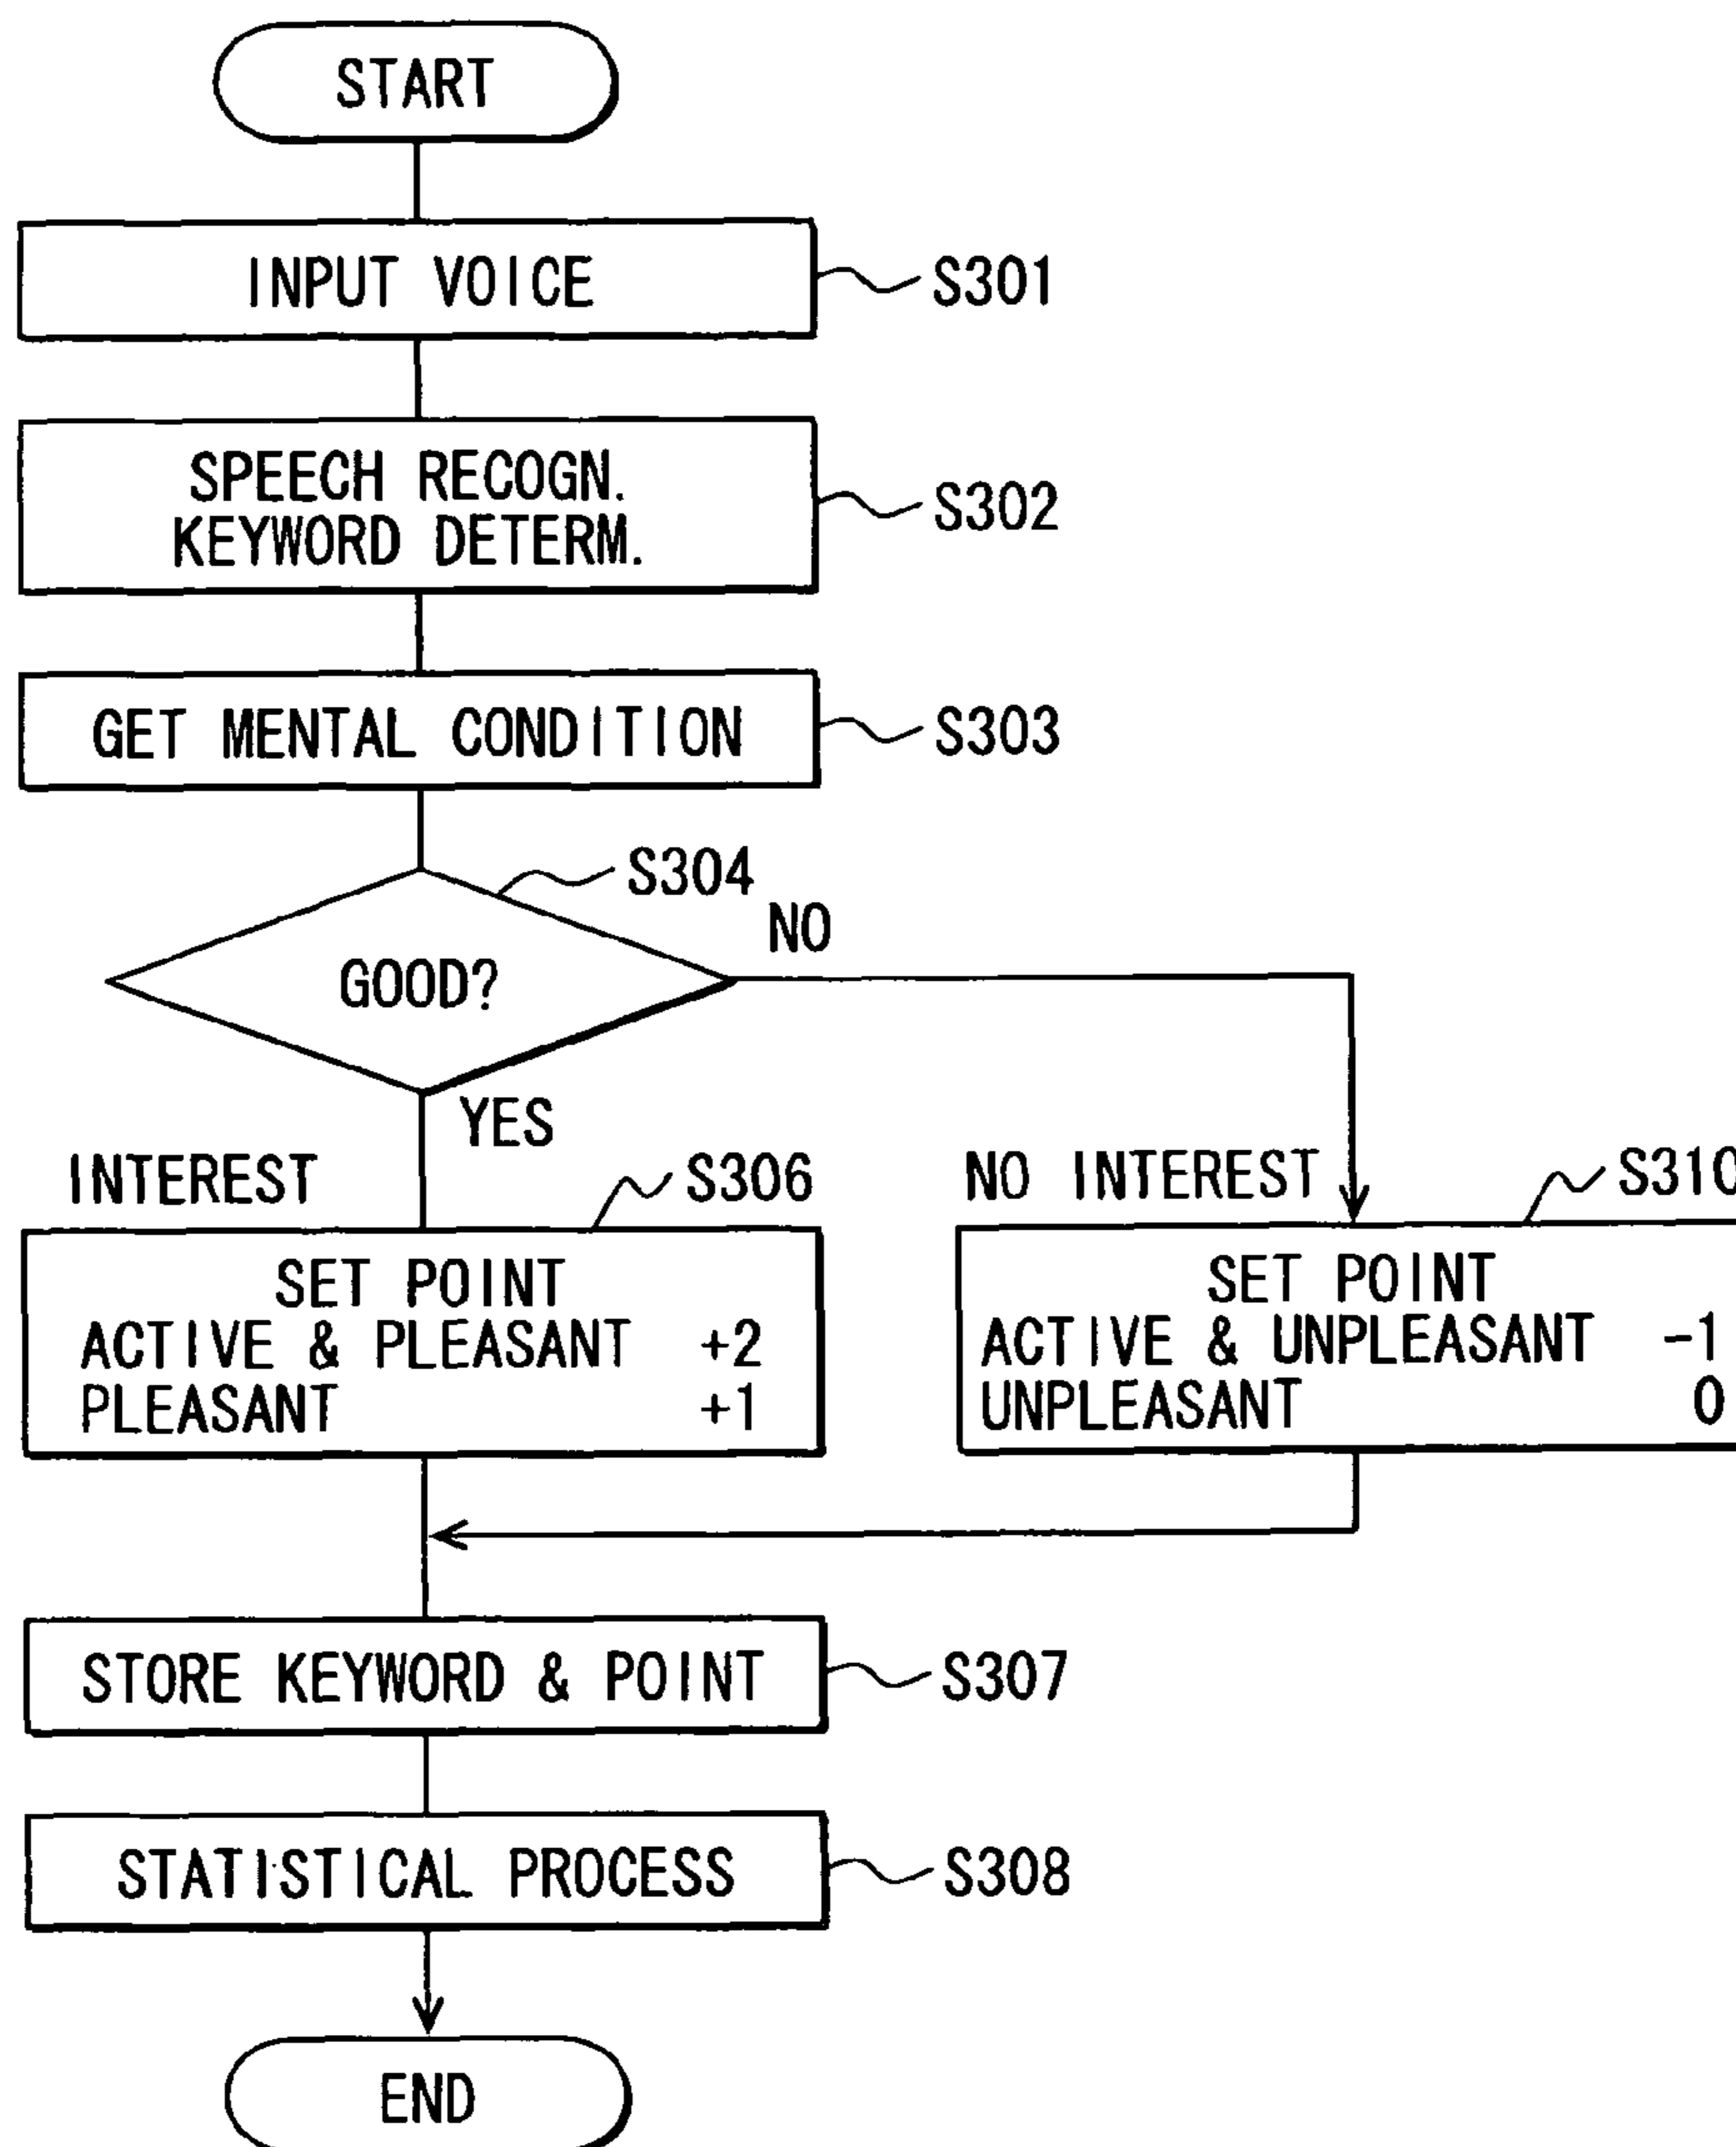 START
INPUT VOICE
S301
SPEECH RECOGN.
KEYWORD DETERM.
S302
GET MENTAL CONDITION
S303
S304
GOOD?
NO
YES
INTEREST
S306
SET POINT
ACTIVE & PLEASANT +2
PLEASANT +1
NO INTEREST
S310
SET POINT
ACTIVE & UNPLEASANT -1
UNPLEASANT 0
STORE KEYWORD & POINT
S307
STATISTICAL PROCESS
S308
END